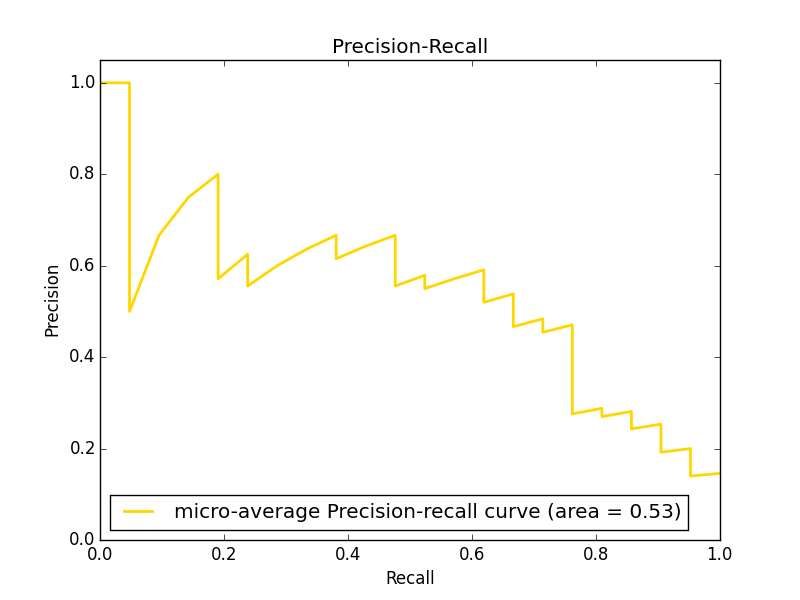 Precision-Recall
1.0
0.8
0.6
0.4
0.2
0.0
Precision
micro-average Precision-recall curve (area = 0.53)
0.0 0.2 0.4 0.6 0.8 1.0
Recall